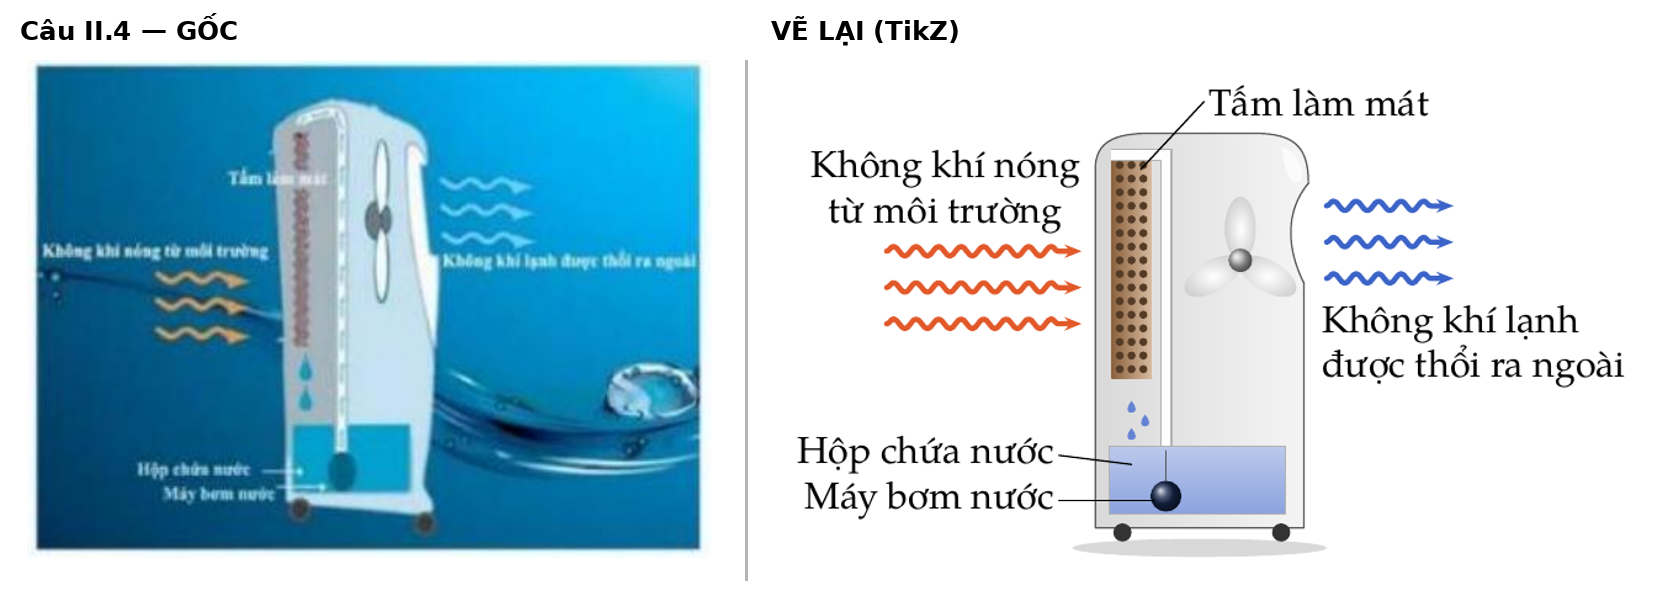 Câu II.4 — GỐC
Tấm làm mát
Không khí nóng từ môi trường
Không khí lạnh được thổi ra ngoài
Hộp chứa nước
Máy bơm nước
VẼ LẠI (TikZ)
Tấm làm mát
Không khí nóng
từ môi trường
Không khí lạnh
được thổi ra ngoài
Hộp chứa nước
Máy bơm nước